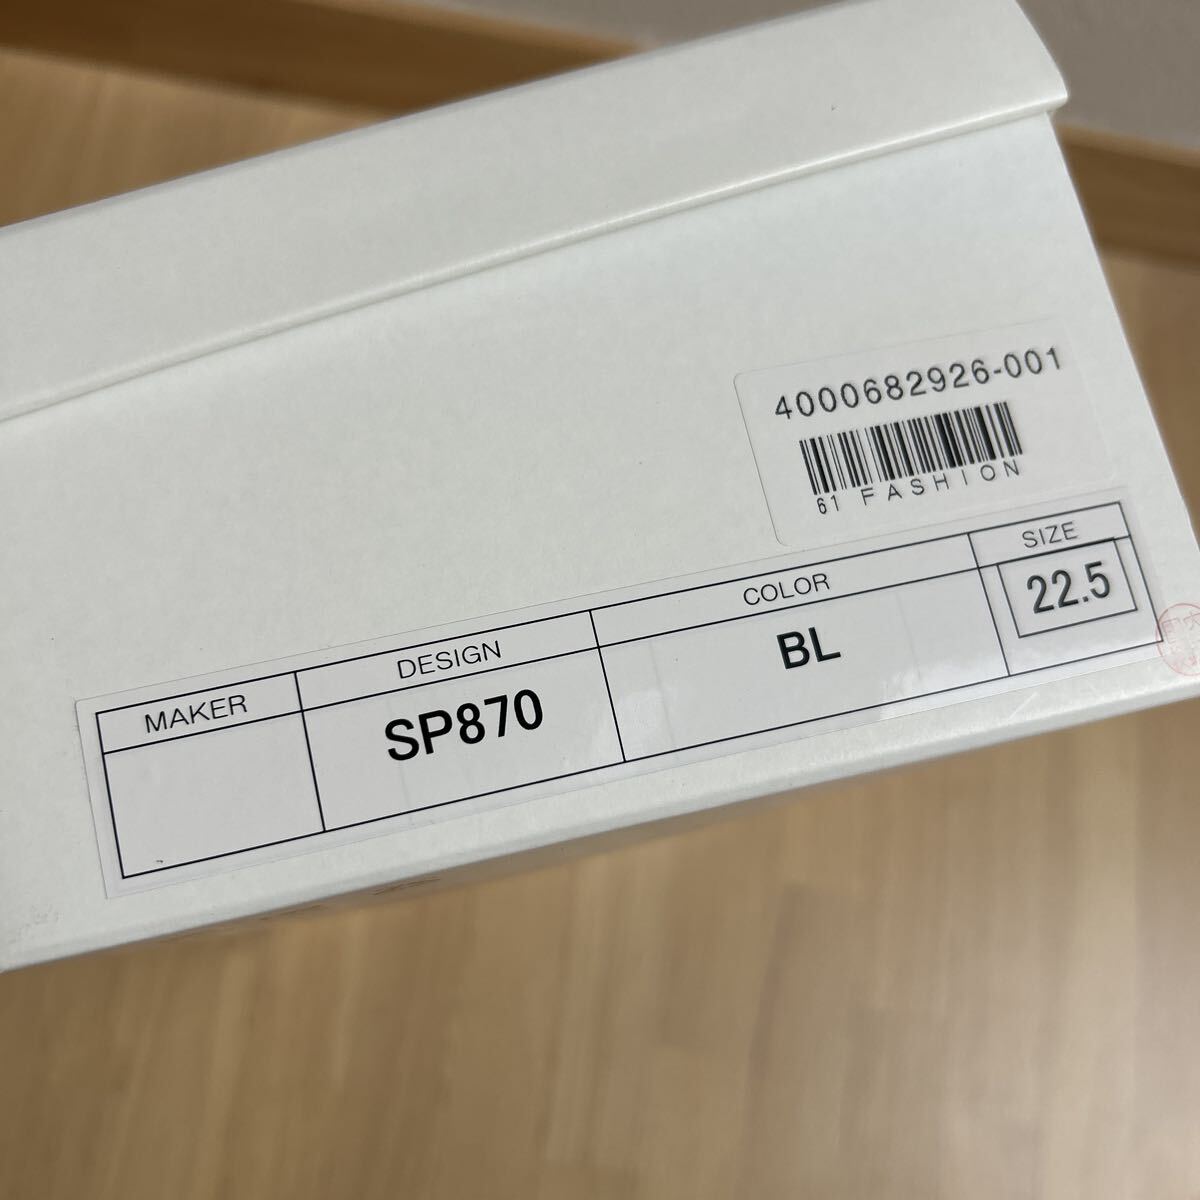 4000682926-001
61 FASHION
MAKER DESIGN COLOR SIZE
SP870 BL 22.5